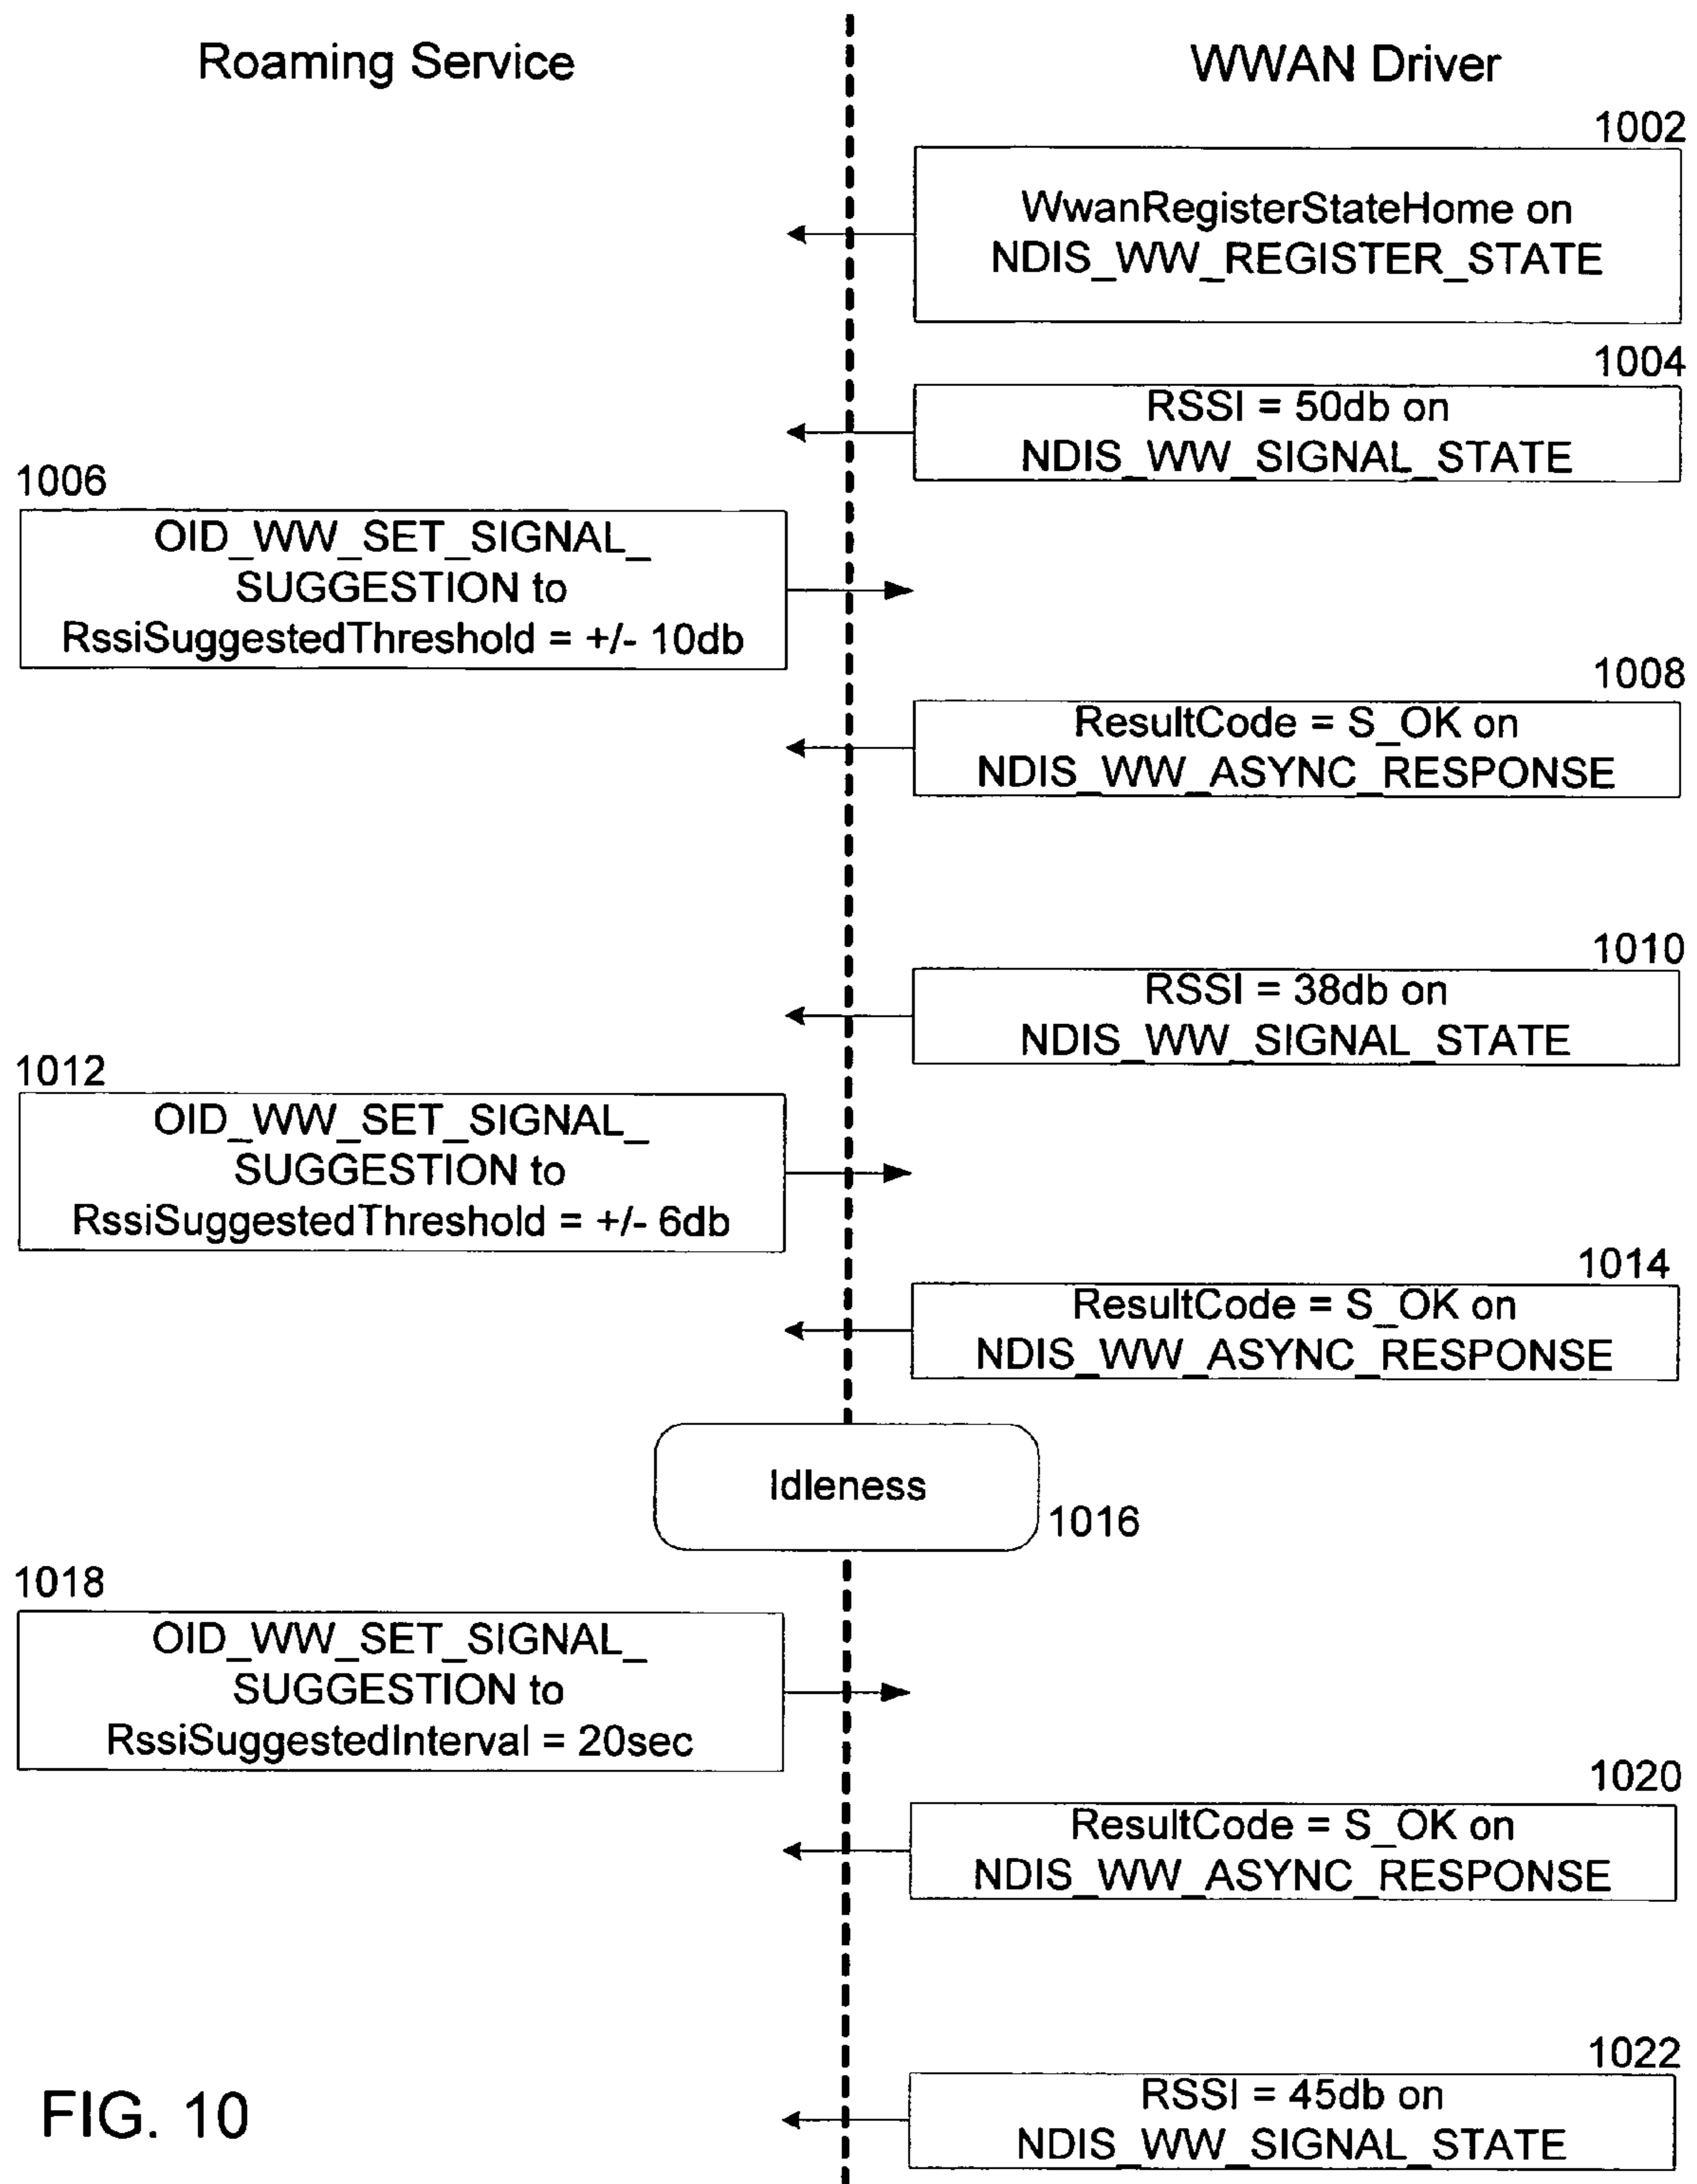 Roaming Service
WWAN Driver
1002
WwanRegisterStateHome on
NDIS_WW_REGISTER_STATE
1004
RSSI = 50db on
NDIS_WW_SIGNAL_STATE
1006
OID_WW_SET_SIGNAL_
SUGGESTION to
RssiSuggestedThreshold = +/- 10db
1008
ResultCode = S_OK on
NDIS_WW_ASYNC_RESPONSE
1010
RSSI = 38db on
NDIS_WW_SIGNAL_STATE
1012
OID_WW_SET_SIGNAL_
SUGGESTION to
RssiSuggestedThreshold = +/- 6db
1014
ResultCode = S_OK on
NDIS_WW_ASYNC_RESPONSE
Idleness
1016
1018
OID_WW_SET_SIGNAL_
SUGGESTION to
RssiSuggestedInterval = 20sec
1020
ResultCode = S_OK on
NDIS_WW_ASYNC_RESPONSE
1022
RSSI = 45db on
NDIS_WW_SIGNAL_STATE
FIG. 10